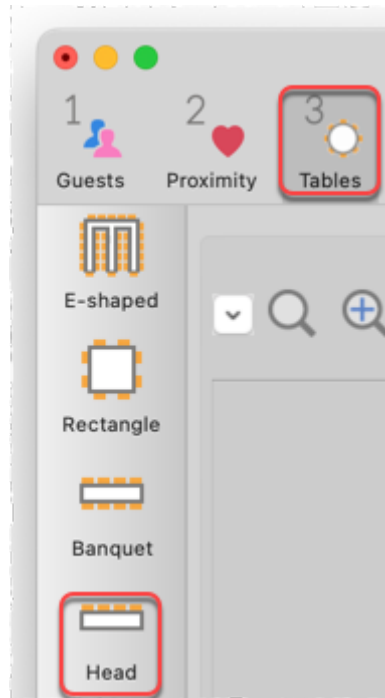 1
2
3
Guests
Proximity
Tables
E-shaped
Rectangle
Banquet
Head